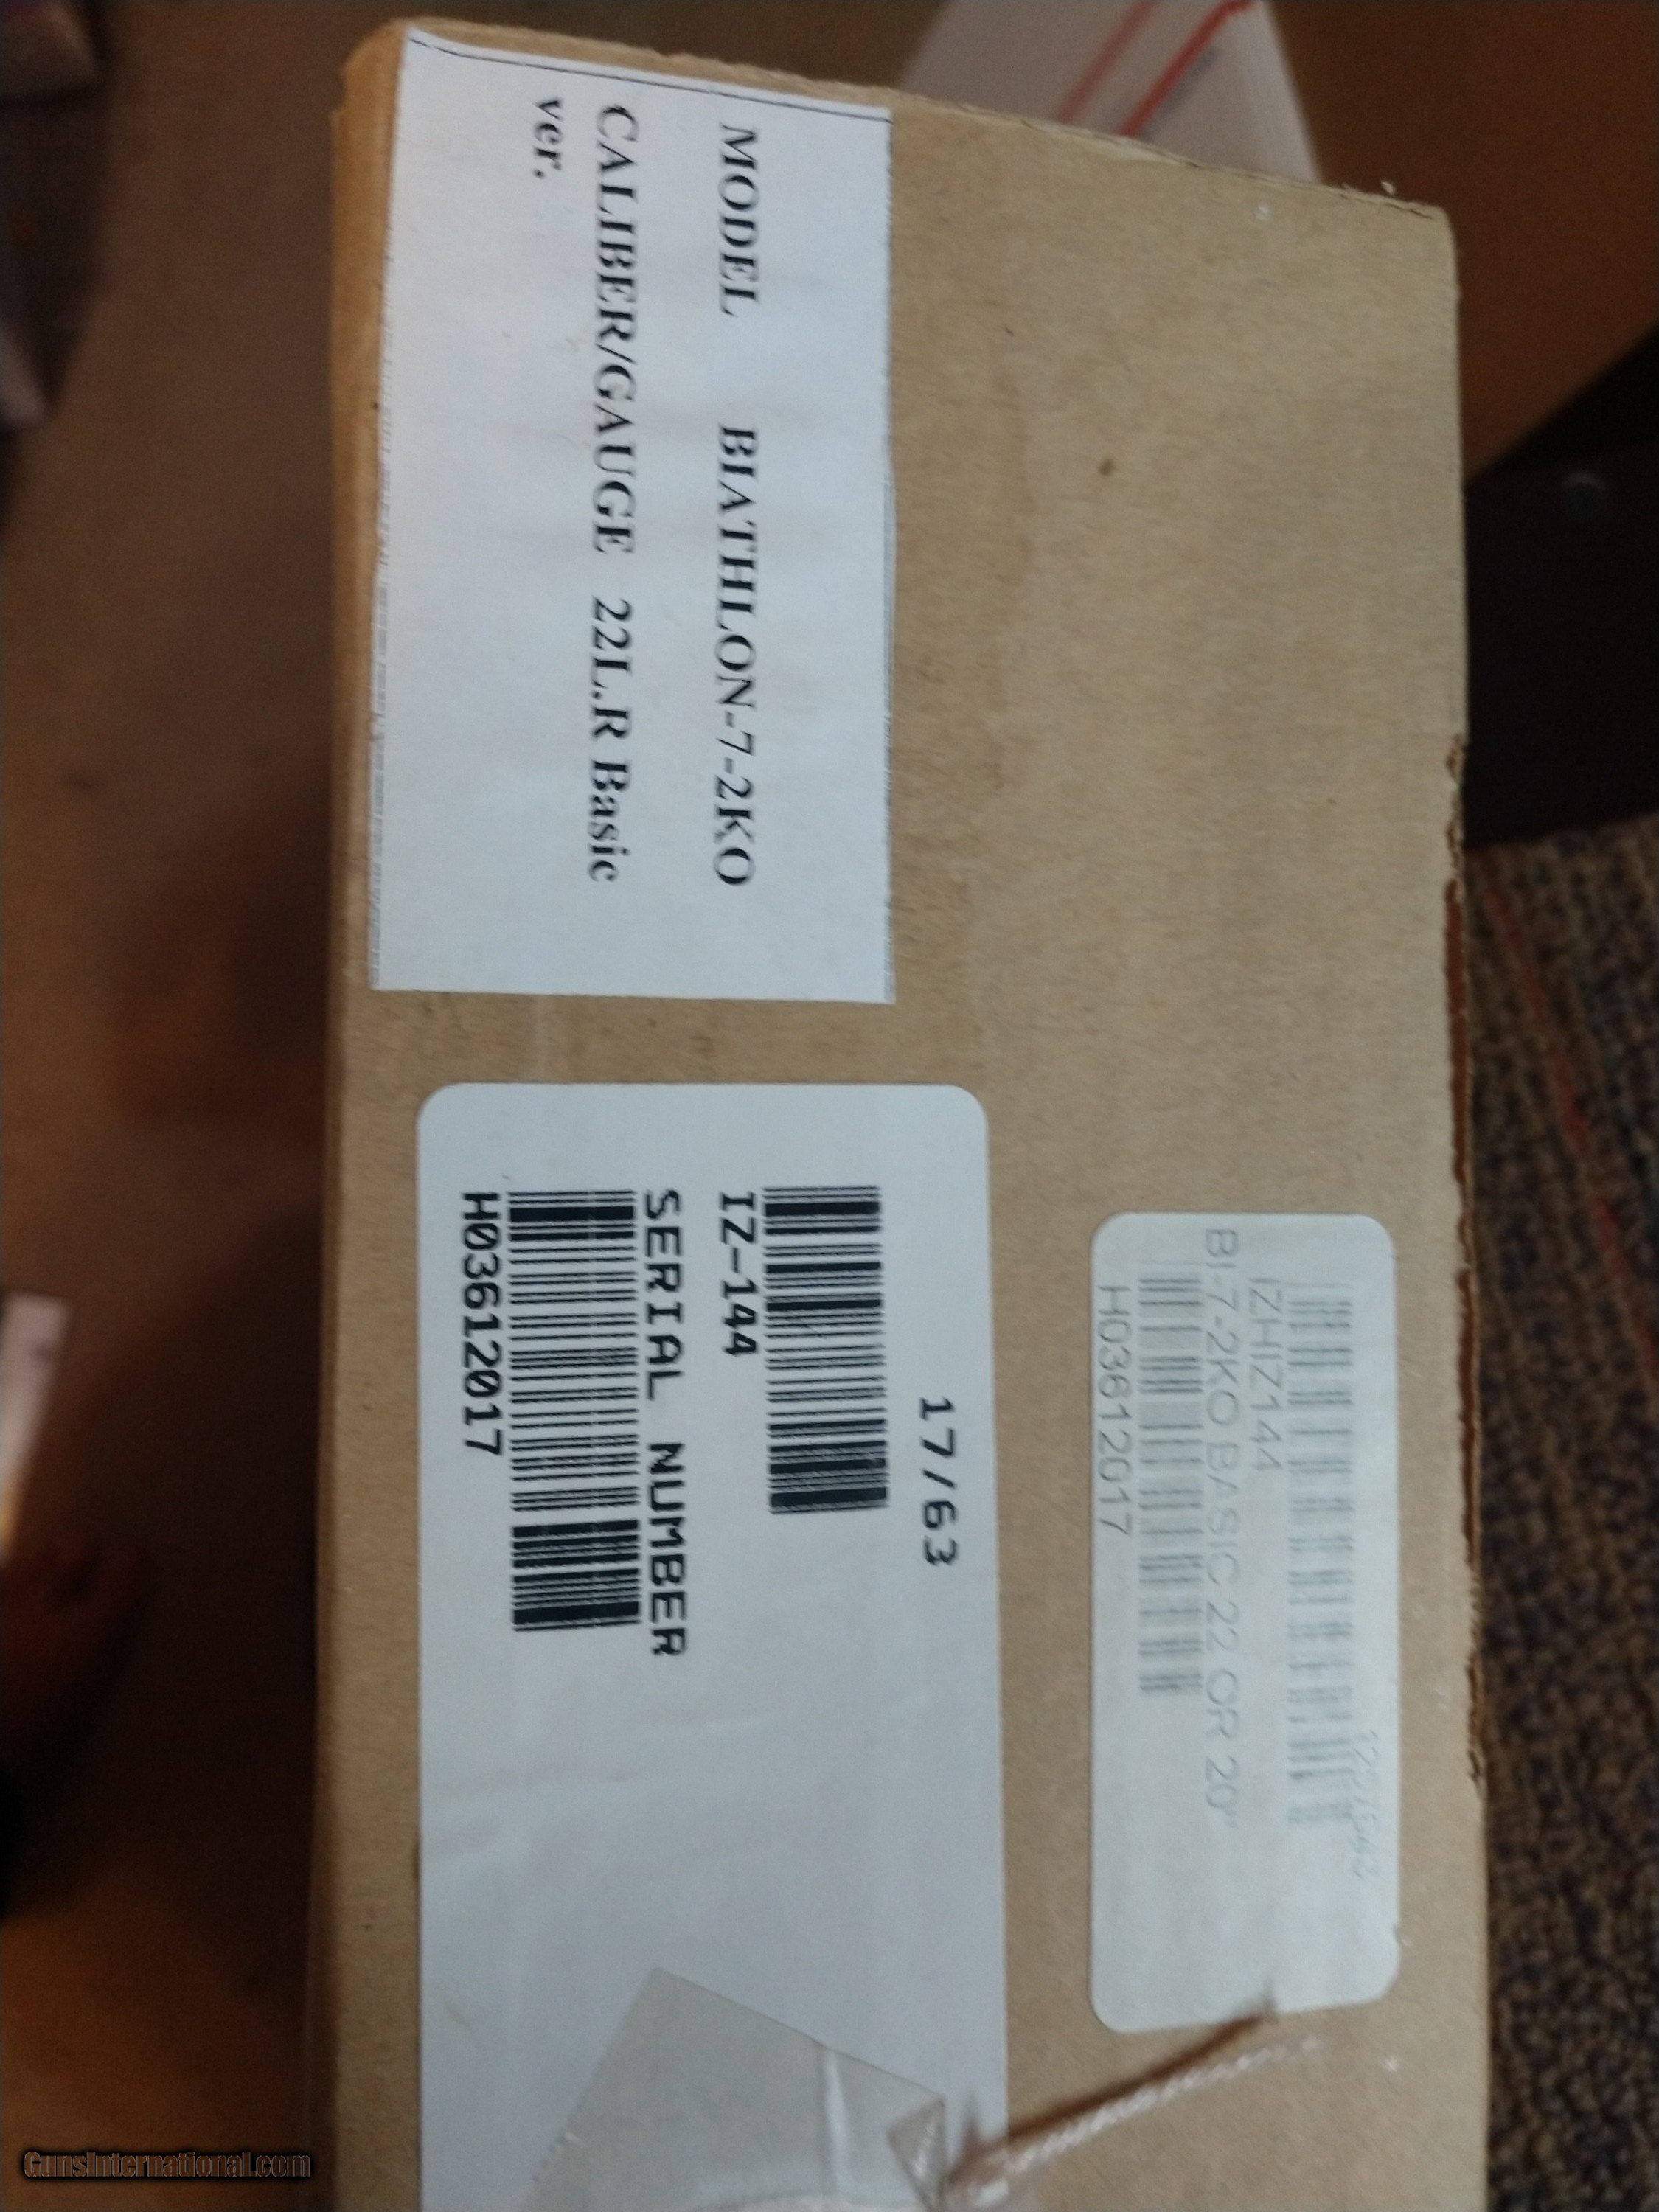 MODEL BIATHLON-7-2KO
CALIBER/GAUGE 22L.R Basic
ver.
17/63
IZ-144
SERIAL NUMBER
H03612017
IZHIZ144
BI-7-2KO BASIC 22 OR 20"
H03612017
GunsInternational.com